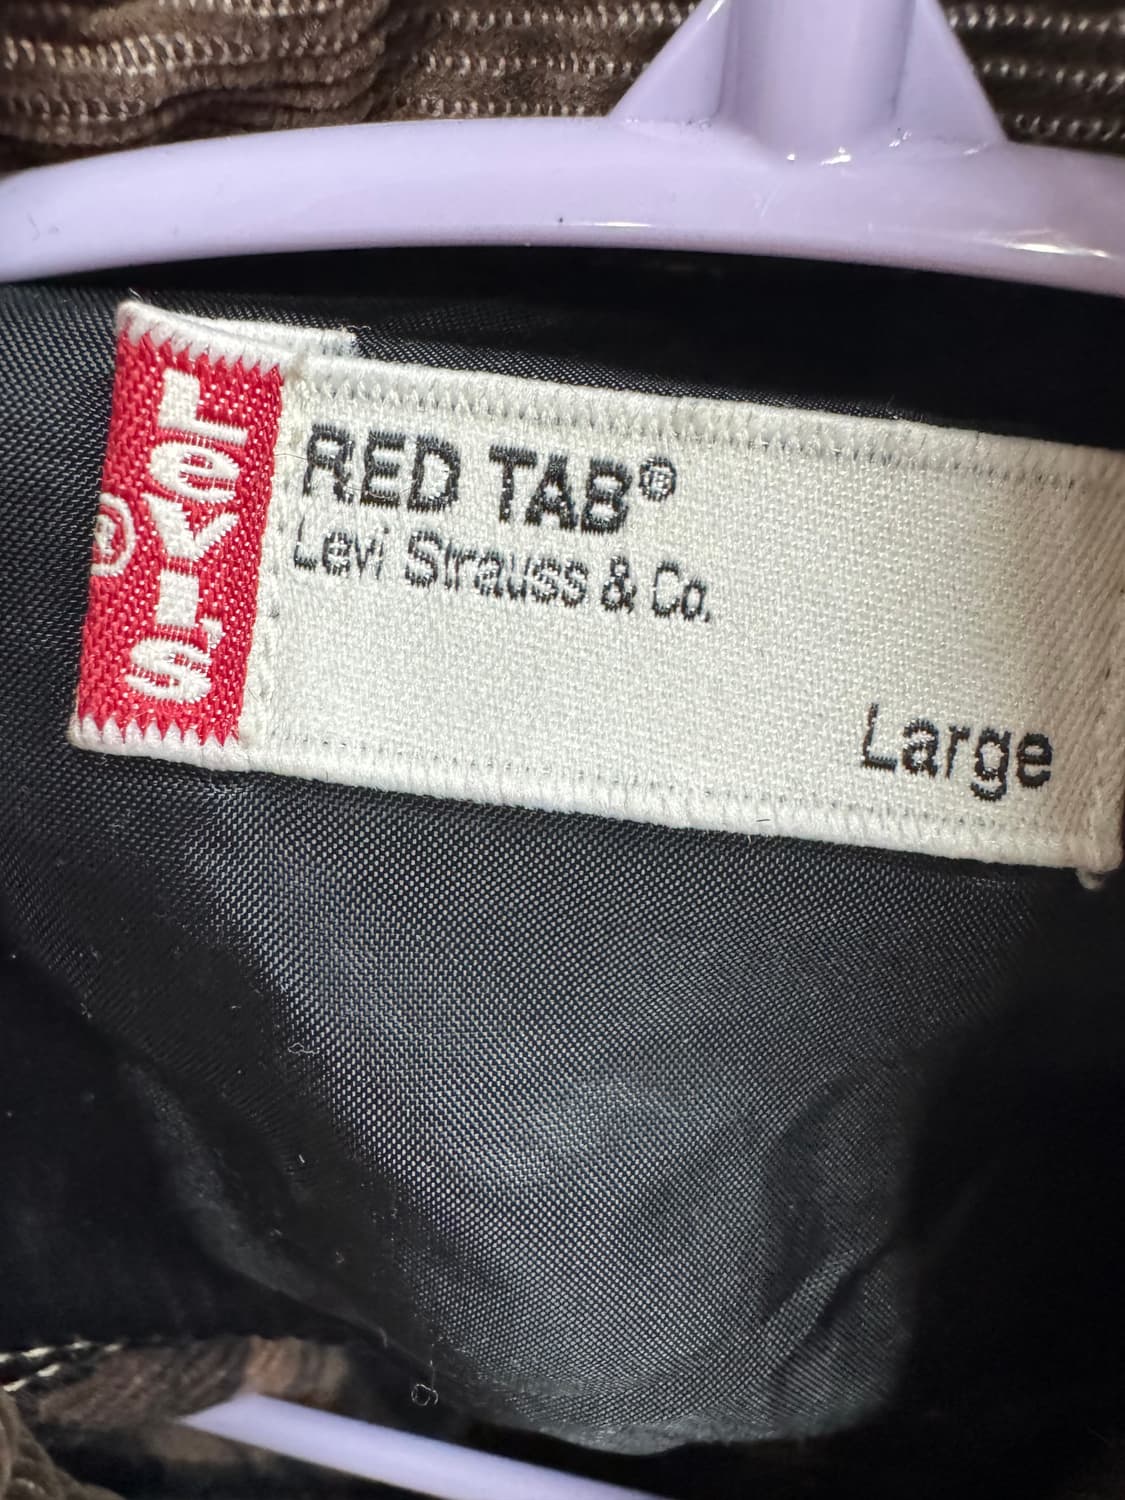 LEVI'S
®
RED TAB®
Levi Strauss & Co.
Large